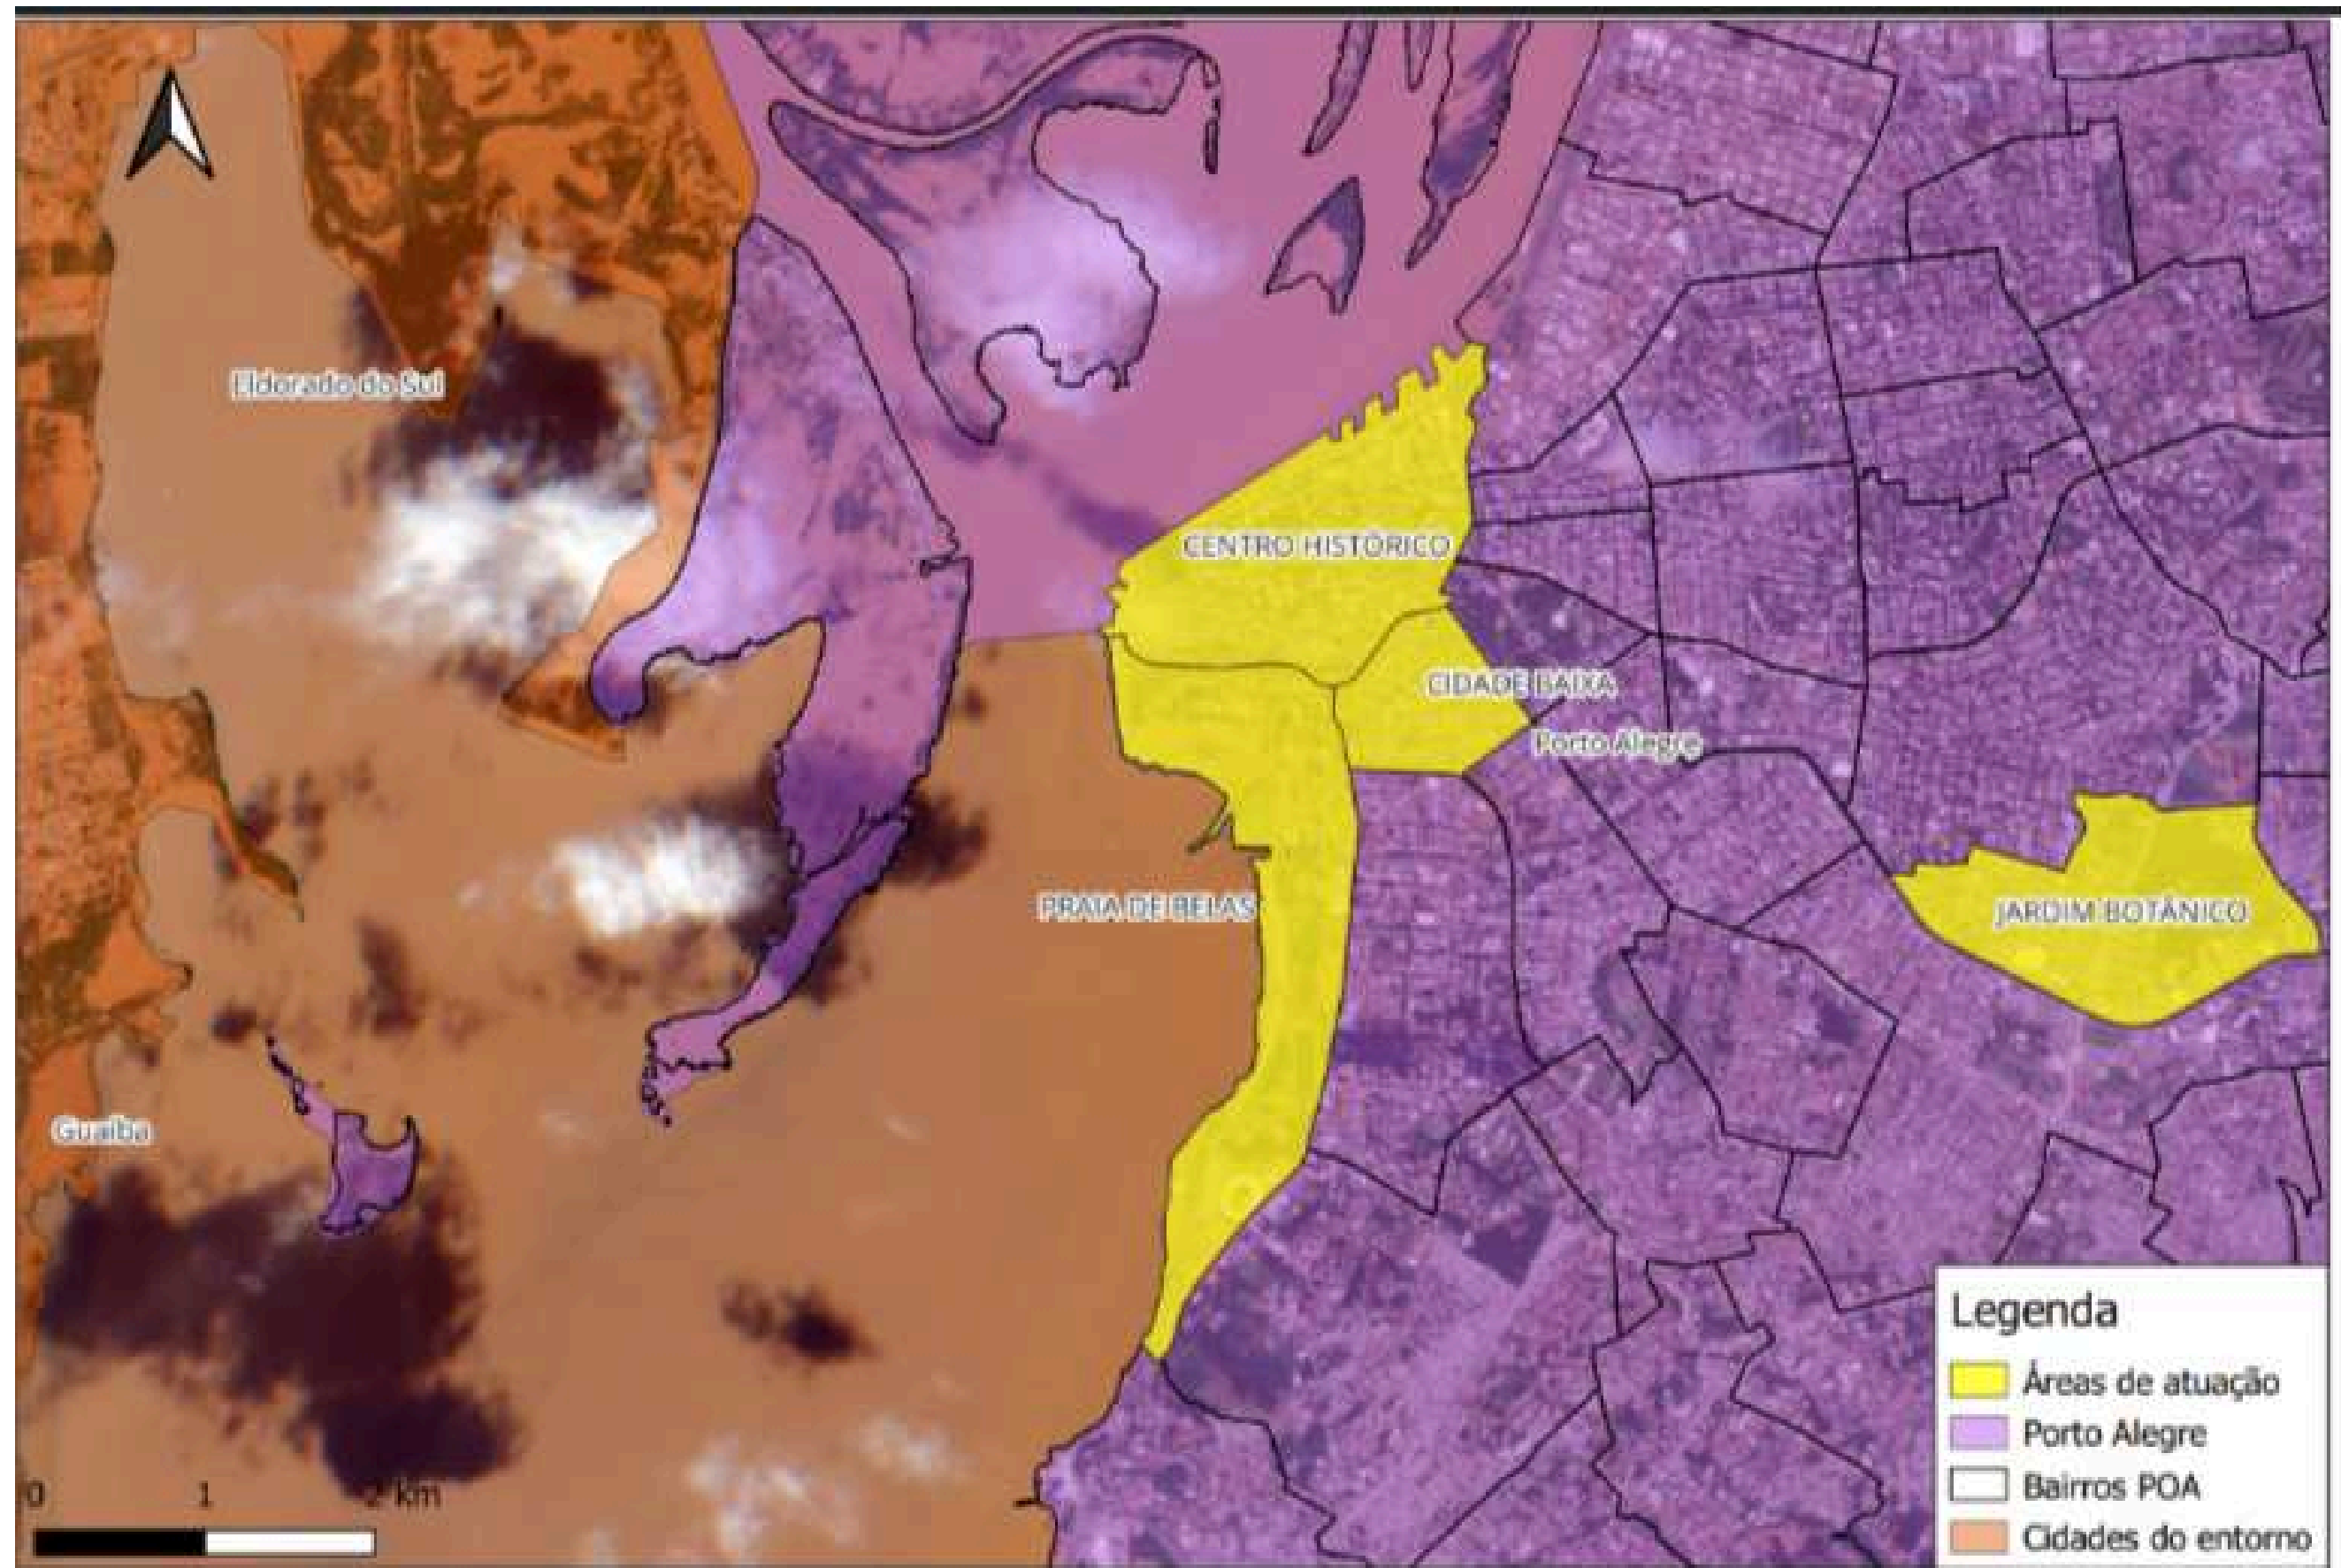 Eldorado do Sul
CENTRO HISTÓRICO
CIDADE BAIXA
Porto Alegre
PRAIA DE BELAS
JARDIM BOTÂNICO
Guaíba
Legenda
Áreas de atuação
Porto Alegre
Bairros POA
Cidades do entorno
0 1 2 km